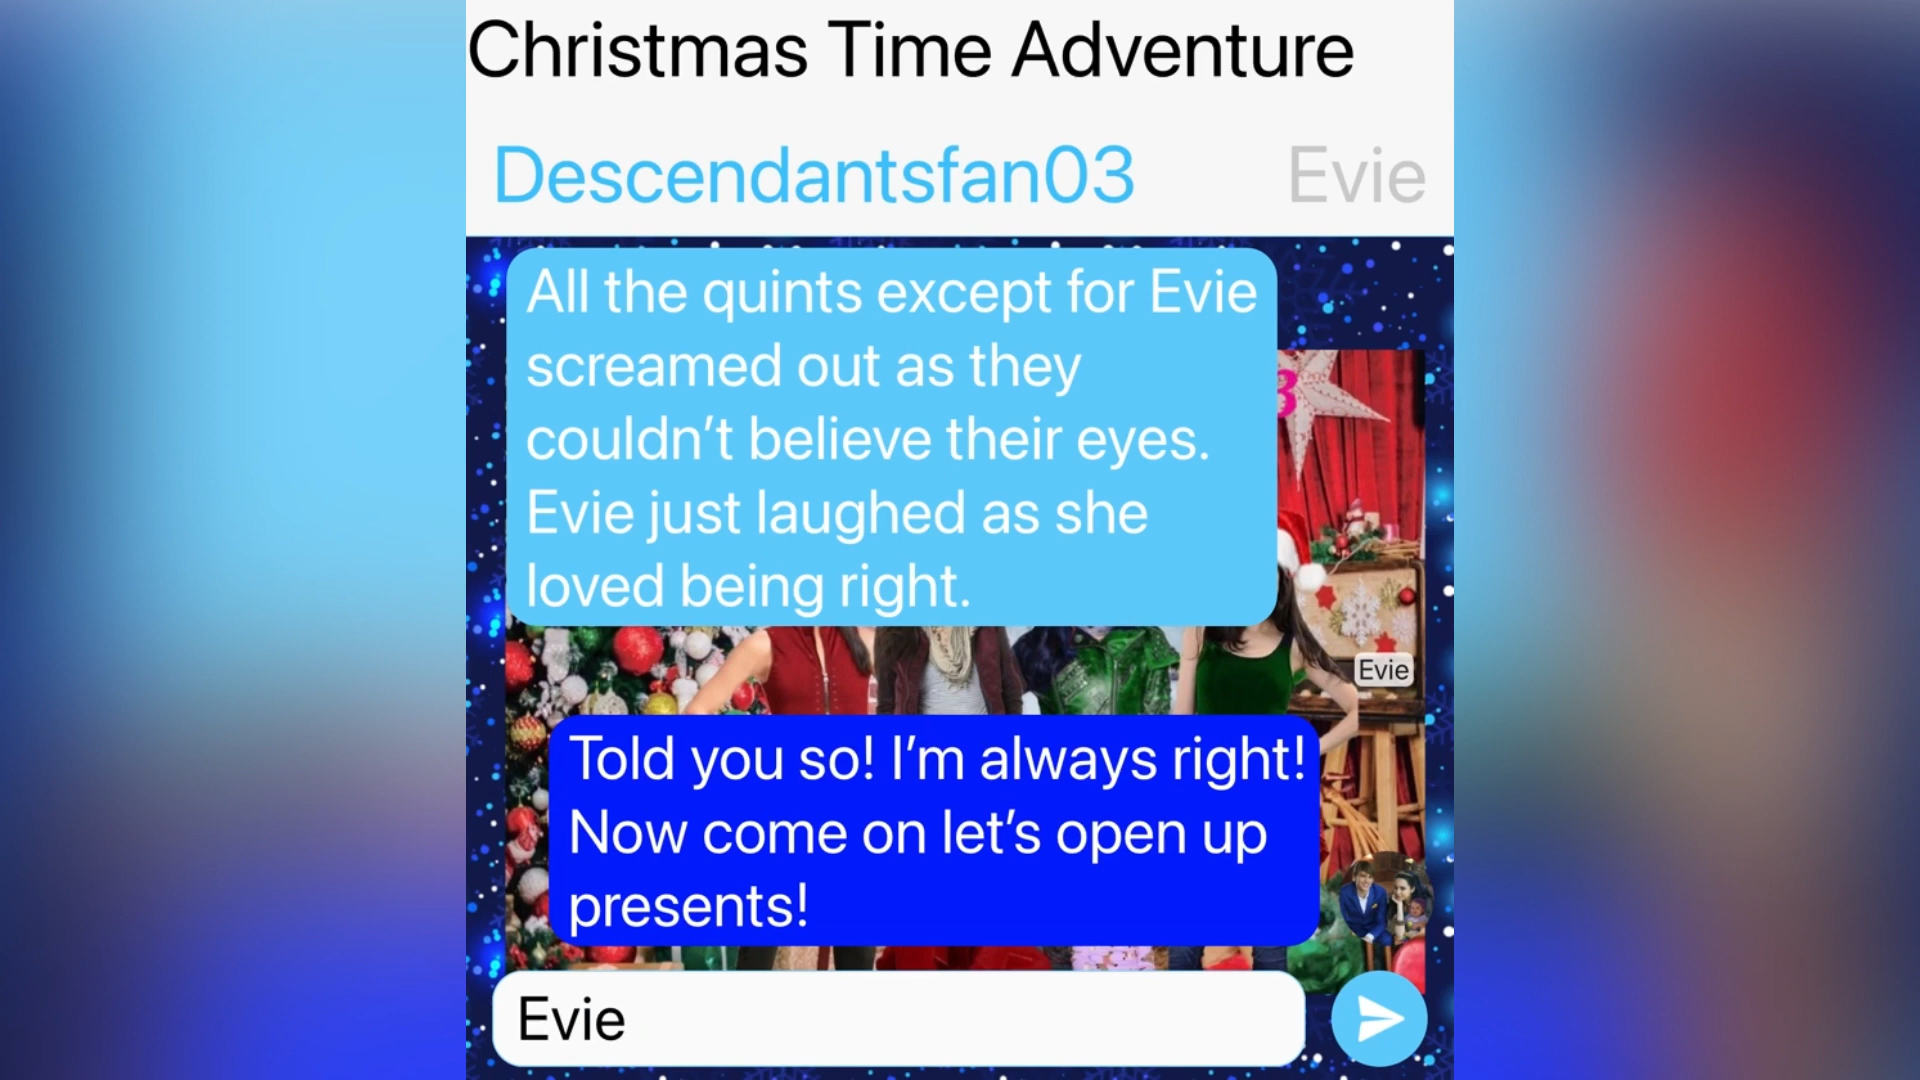 Christmas Time Adventure
Descendantsfan03 Evie
All the quints except for Evie
screamed out as they
couldn’t believe their eyes.
Evie just laughed as she
loved being right.
Evie
Told you so! I’m always right!
Now come on let’s open up
presents!
Evie